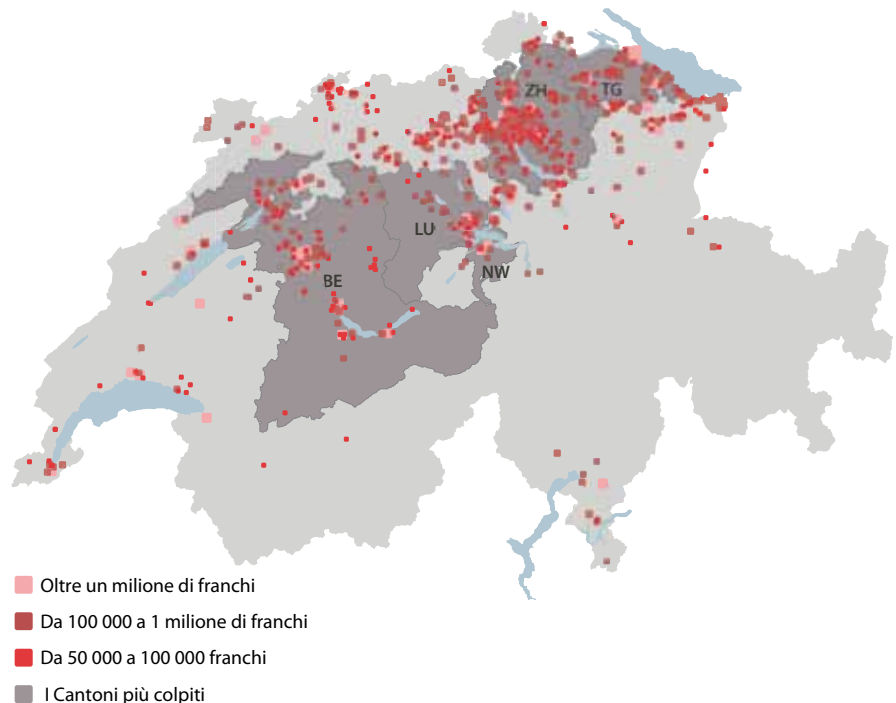 ZH
TG
LU
NW
BE
Oltre un milione di franchi
Da 100 000 a 1 milione di franchi
Da 50 000 a 100 000 franchi
I Cantoni più colpiti